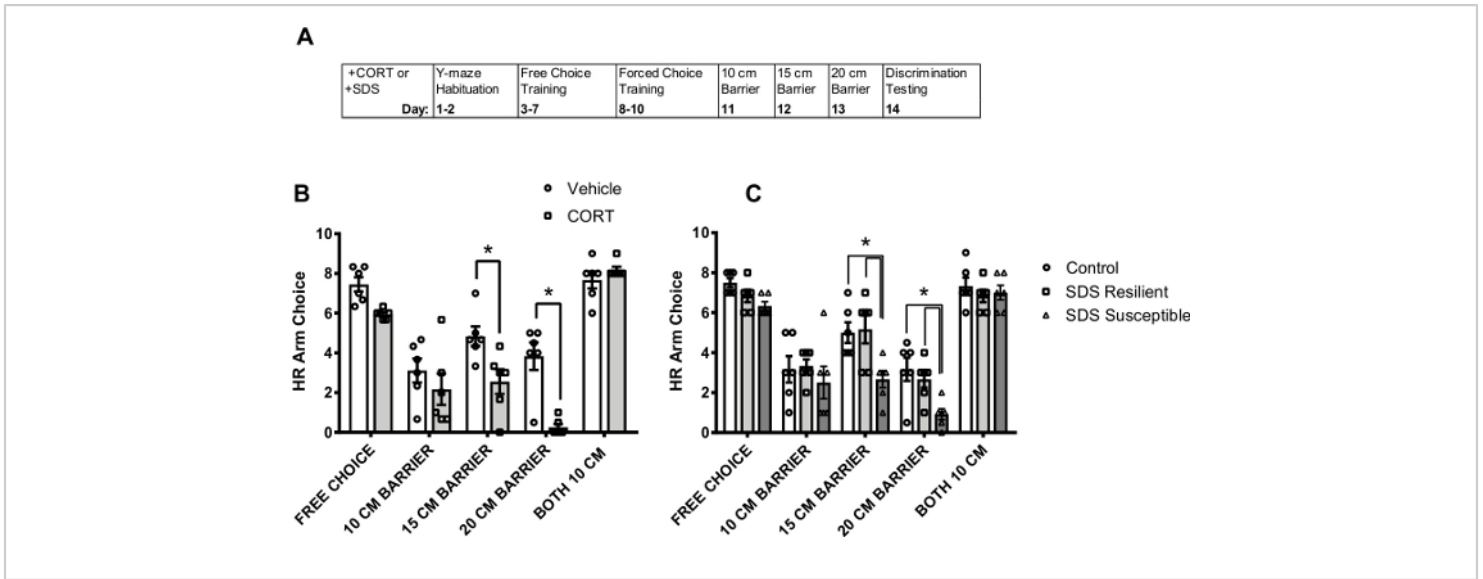 A
+CORT or
+SDS
Day:
Y-maze
Habituation
1-2
Free Choice
Training
3-7
Forced Choice
Training
8-10
10 cm
Barrier
11
15 cm
Barrier
12
20 cm
Barrier
13
Discrimination
Testing
14
B
Vehicle
CORT
HR Arm Choice
10
8
6
4
2
0
*
*
FREE CHOICE
10 CM BARRIER
15 CM BARRIER
20 CM BARRIER
BOTH 10 CM
C
Control
SDS Resilient
SDS Susceptible
HR Arm Choice
10
8
6
4
2
0
*
*
FREE CHOICE
10 CM BARRIER
15 CM BARRIER
20 CM BARRIER
BOTH 10 CM